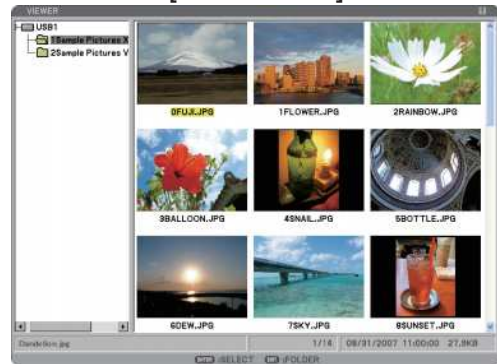 VIEWER
USB1
1Sample Pictures X
2Sample Pictures V
0FUJI.JPG
1FLOWER.JPG
2RAINBOW.JPG
3BALLOON.JPG
4SNAIL.JPG
5BOTTLE.JPG
6DEW.JPG
7SKY.JPG
8SUNSET.JPG
Dandelion.jpg
1/14
08/31/2007 11:00:00 27.8KB
ENTER :SELECT EXIT :FOLDER